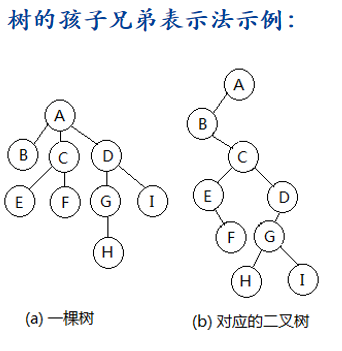 树的孩子兄弟表示法示例：
A
B C D
E F G I
H
(a) 一棵树
A
B
C
E D
F G
H I
(b) 对应的二叉树